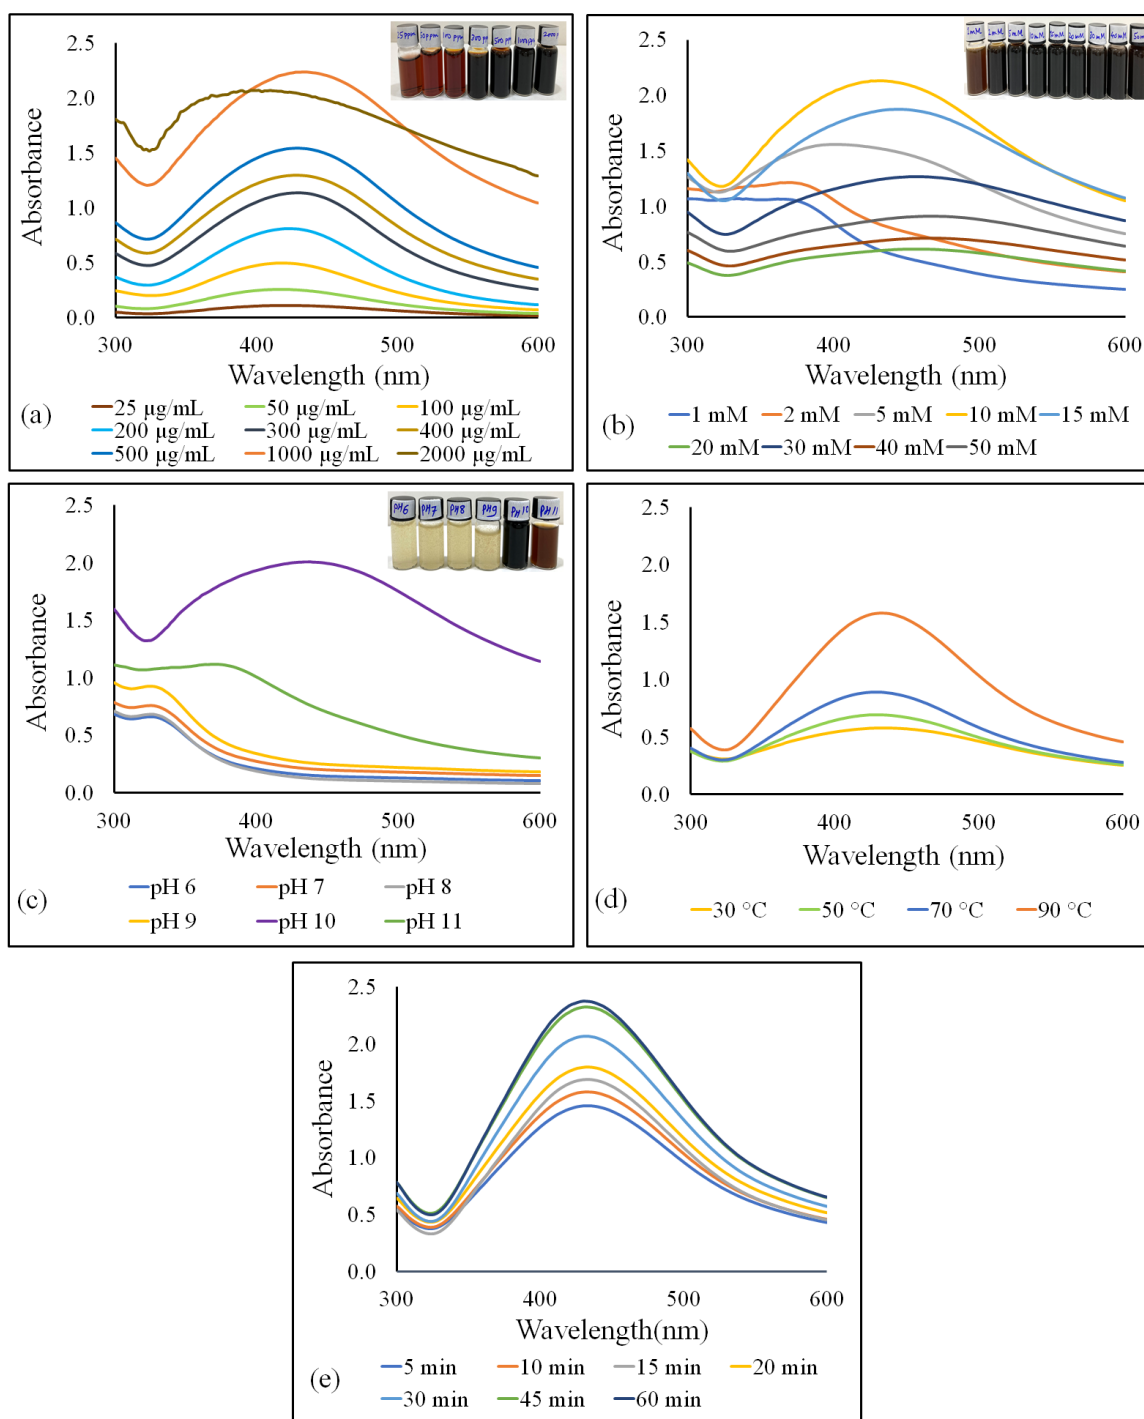 2.5
2.0
1.5
1.0
0.5
0.0
Absorbance
300 400 500 600
Wavelength (nm)
(a)
25 µg/mL 50 µg/mL 100 µg/mL
200 µg/mL 300 µg/mL 400 µg/mL
500 µg/mL 1000 µg/mL 2000 µg/mL
2.5
2.0
1.5
1.0
0.5
0.0
Absorbance
300 400 500 600
Wavelength (nm)
(b)
1 mM 2 mM 5 mM 10 mM 15 mM
20 mM 30 mM 40 mM 50 mM
pH6 pH7 pH8 pH9 pH10 pH11
2.5
2.0
1.5
1.0
0.5
0.0
Absorbance
300 400 500 600
Wavelength (nm)
(c)
pH 6 pH 7 pH 8
pH 9 pH 10 pH 11
2.5
2.0
1.5
1.0
0.5
0.0
Absorbance
300 400 500 600
Wavelength (nm)
(d)
30 °C 50 °C 70 °C 90 °C
2.5
2.0
1.5
1.0
0.5
0.0
Absorbance
300 400 500 600
Wavelength(nm)
(e)
5 min 10 min 15 min 20 min
30 min 45 min 60 min